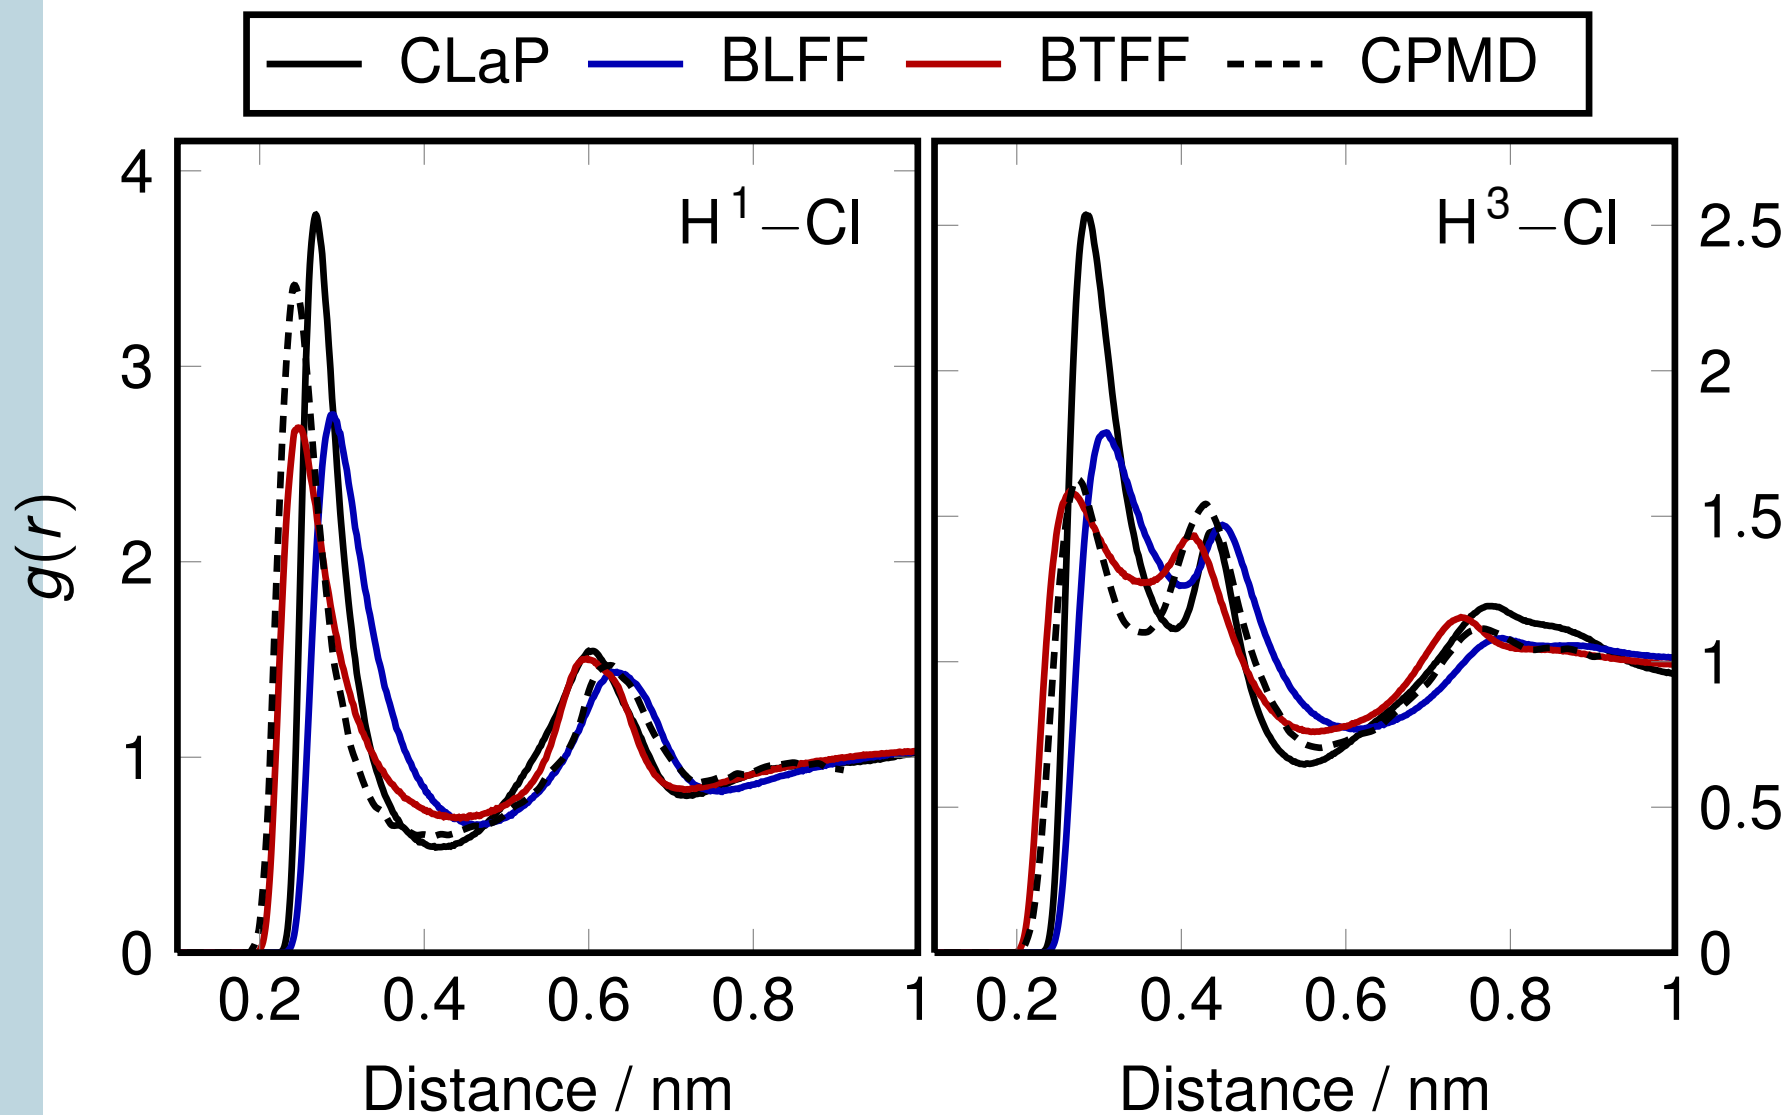 CLaP BLFF BTFF CPMD
g(r)
4
3
2
1
0
H¹–Cl
0.2 0.4 0.6 0.8 1
Distance / nm
H³–Cl
2.5
2
1.5
1
0.5
0
0.2 0.4 0.6 0.8 1
Distance / nm